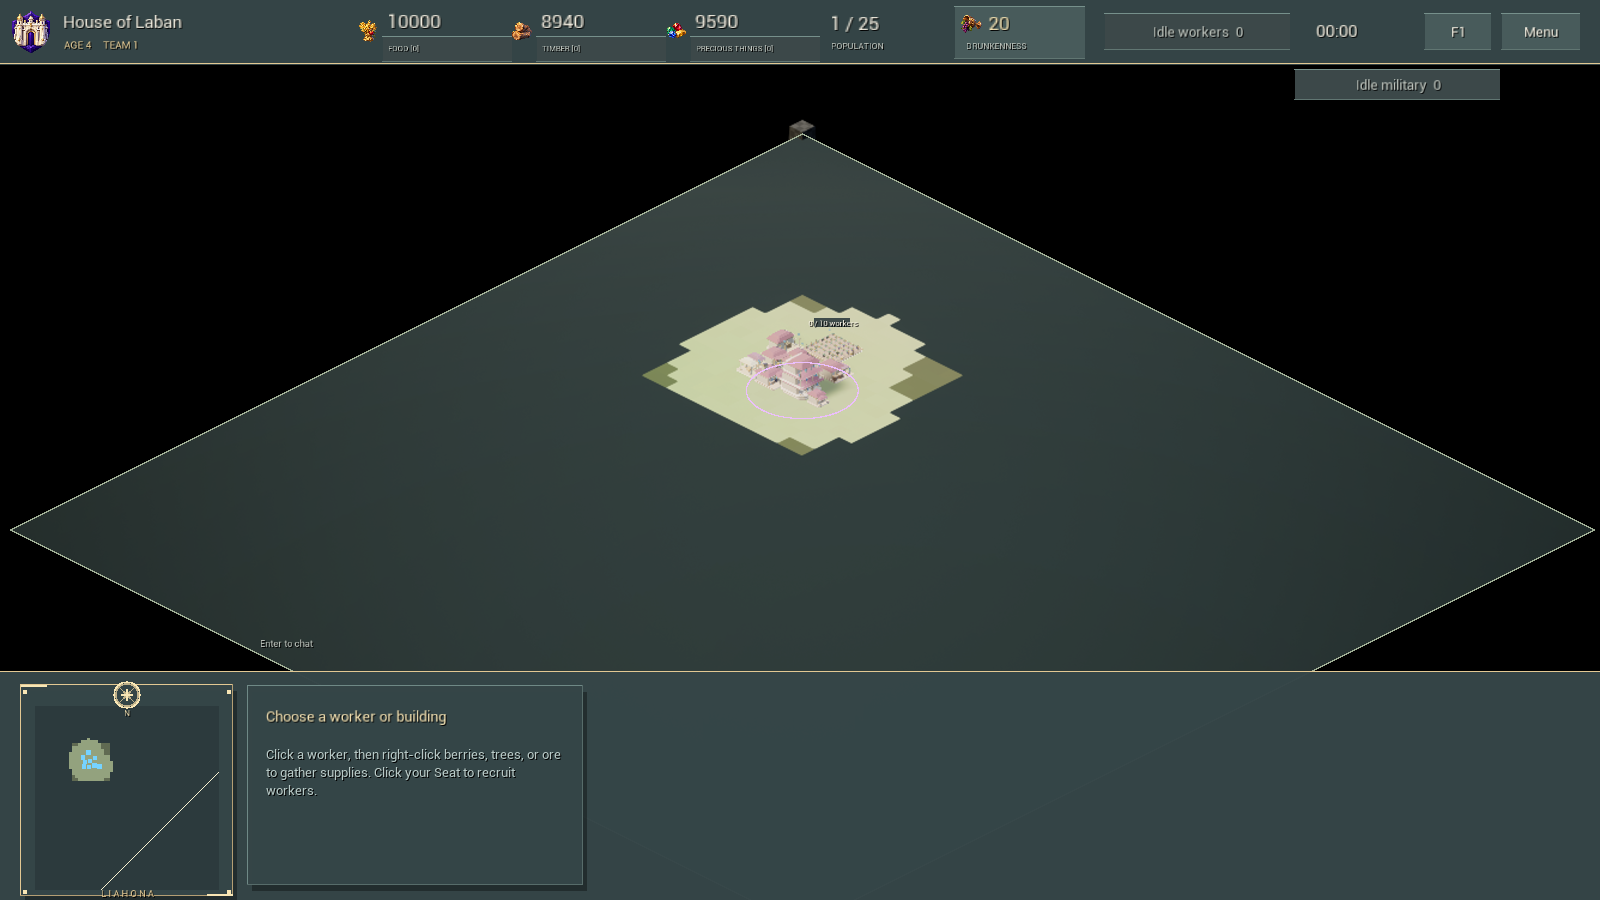 House of Laban
AGE 4 TEAM 1
10000
FOOD [0]
8940
TIMBER [0]
9590
PRECIOUS THINGS [0]
1 / 25
POPULATION
20
DRUNKENNESS
Idle workers 0
00:00
F1
Menu
Idle military 0
0/10 workers
Enter to chat
N
LIAHONA
Choose a worker or building
Click a worker, then right-click berries, trees, or ore
to gather supplies. Click your Seat to recruit
workers.